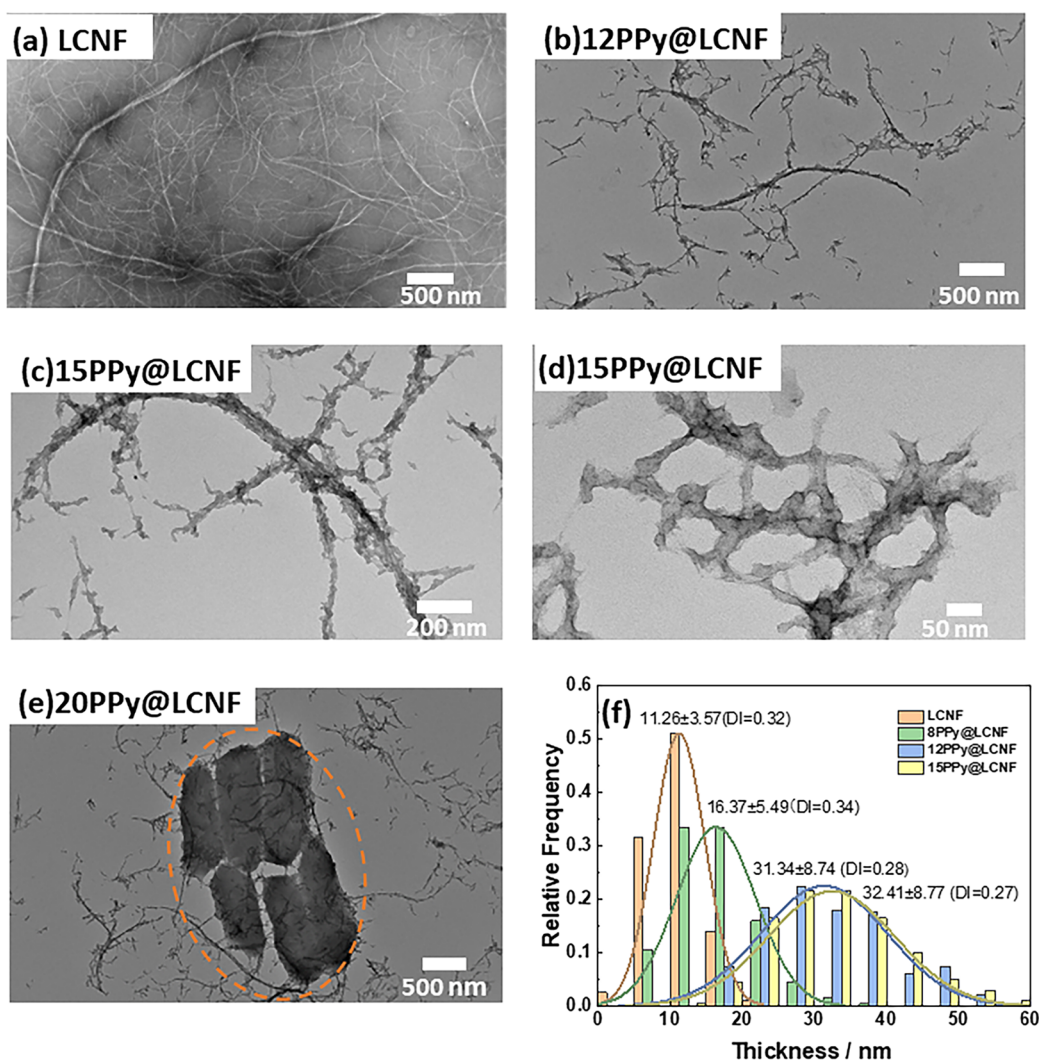 (a) LCNF
500 nm
(b)12PPy@LCNF
500 nm
(c)15PPy@LCNF
200 nm
(d)15PPy@LCNF
50 nm
(e)20PPy@LCNF
500 nm
(f)
11.26±3.57(DI=0.32)
16.37±5.49(DI=0.34)
31.34±8.74 (DI=0.28)
32.41±8.77 (DI=0.27)
LCNF
8PPy@LCNF
12PPy@LCNF
15PPy@LCNF
Relative Frequency
0.6
0.5
0.4
0.3
0.2
0.1
0.0
0 10 20 30 40 50 60
Thickness / nm